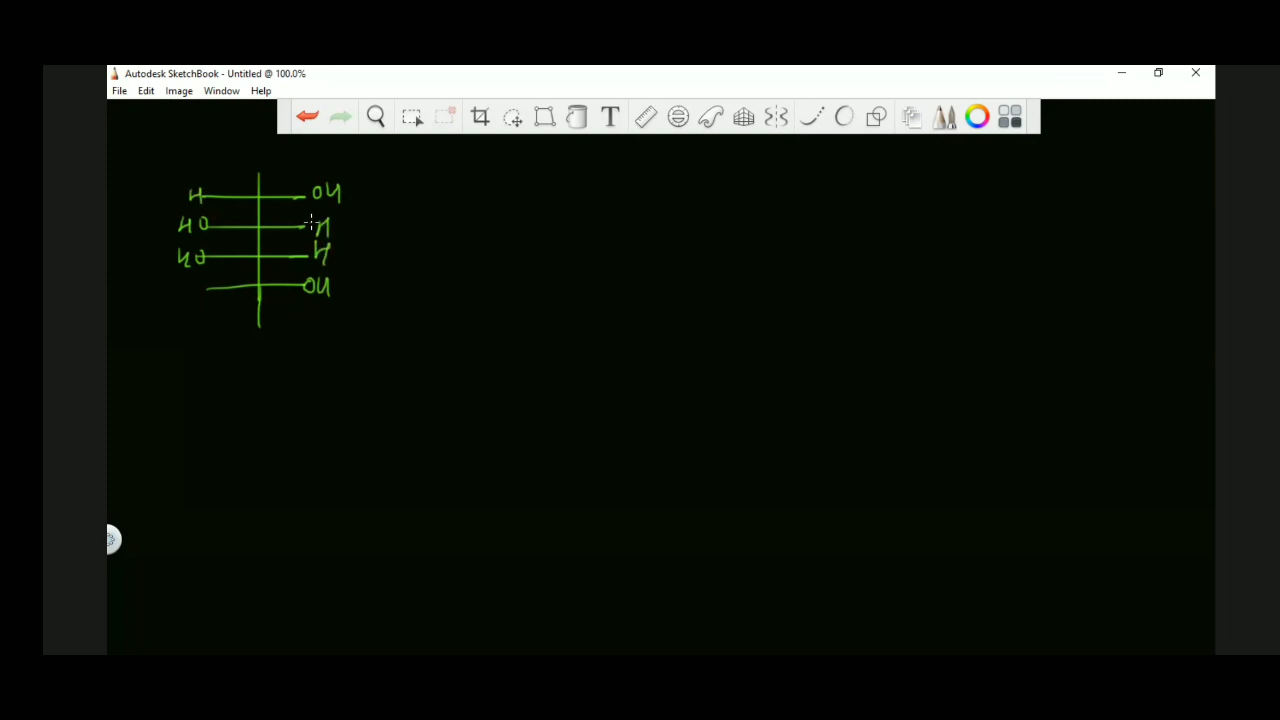 Autodesk SketchBook - Untitled @ 100.0%
File Edit Image Window Help
T
H OH
HO H
HO H
OH